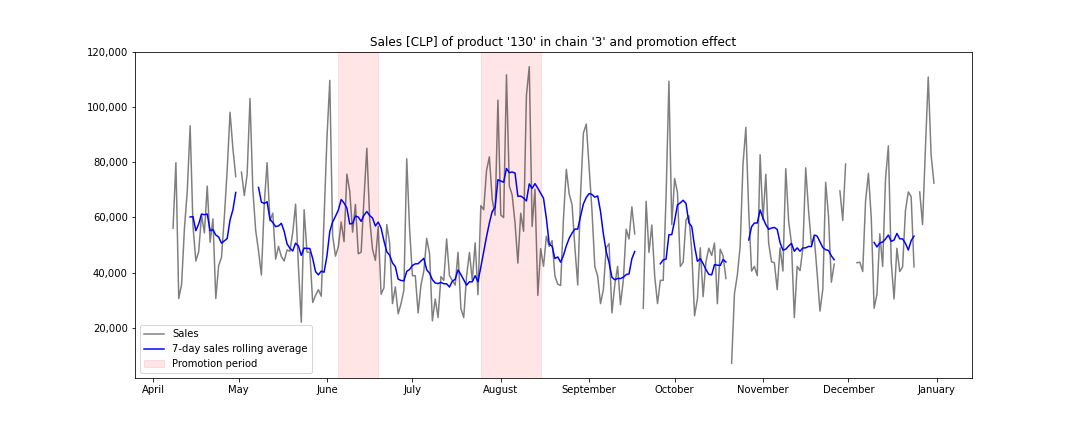 Sales [CLP] of product '130' in chain '3' and promotion effect
120,000
100,000
80,000
60,000
40,000
20,000
Sales
7-day sales rolling average
Promotion period
April May June July August September October November December January